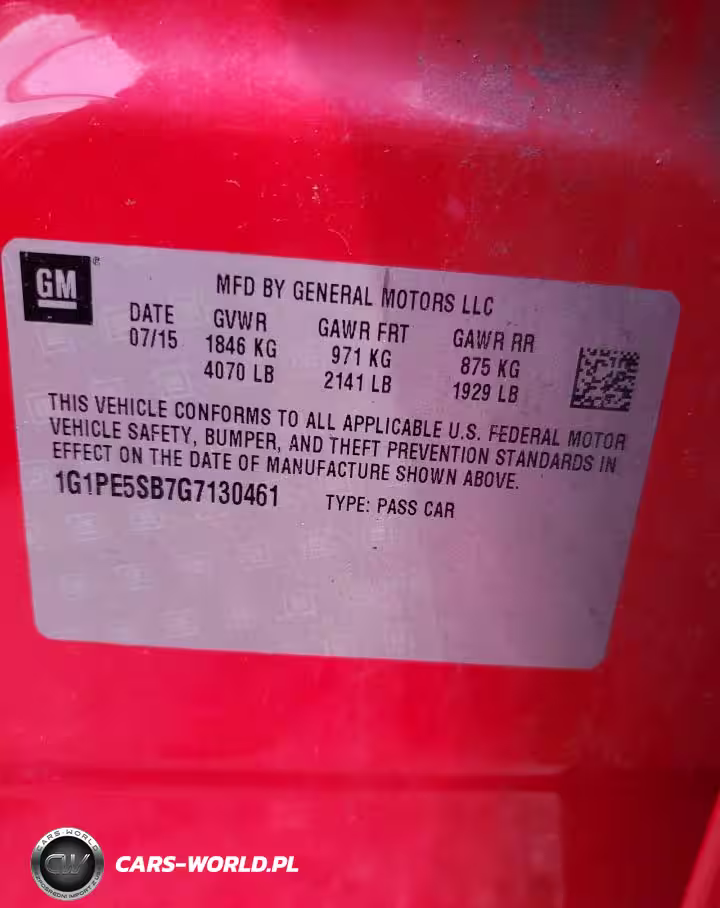 GM®
MFD BY GENERAL MOTORS LLC
DATE GVWR GAWR FRT GAWR RR
07/15 1846 KG 971 KG 875 KG
4070 LB 2141 LB 1929 LB
THIS VEHICLE CONFORMS TO ALL APPLICABLE U.S. FEDERAL MOTOR
VEHICLE SAFETY, BUMPER, AND THEFT PREVENTION STANDARDS IN
EFFECT ON THE DATE OF MANUFACTURE SHOWN ABOVE.
1G1PE5SB7G7130461 TYPE: PASS CAR
CARS-WORLD
CW
CARS-WORLD.PL